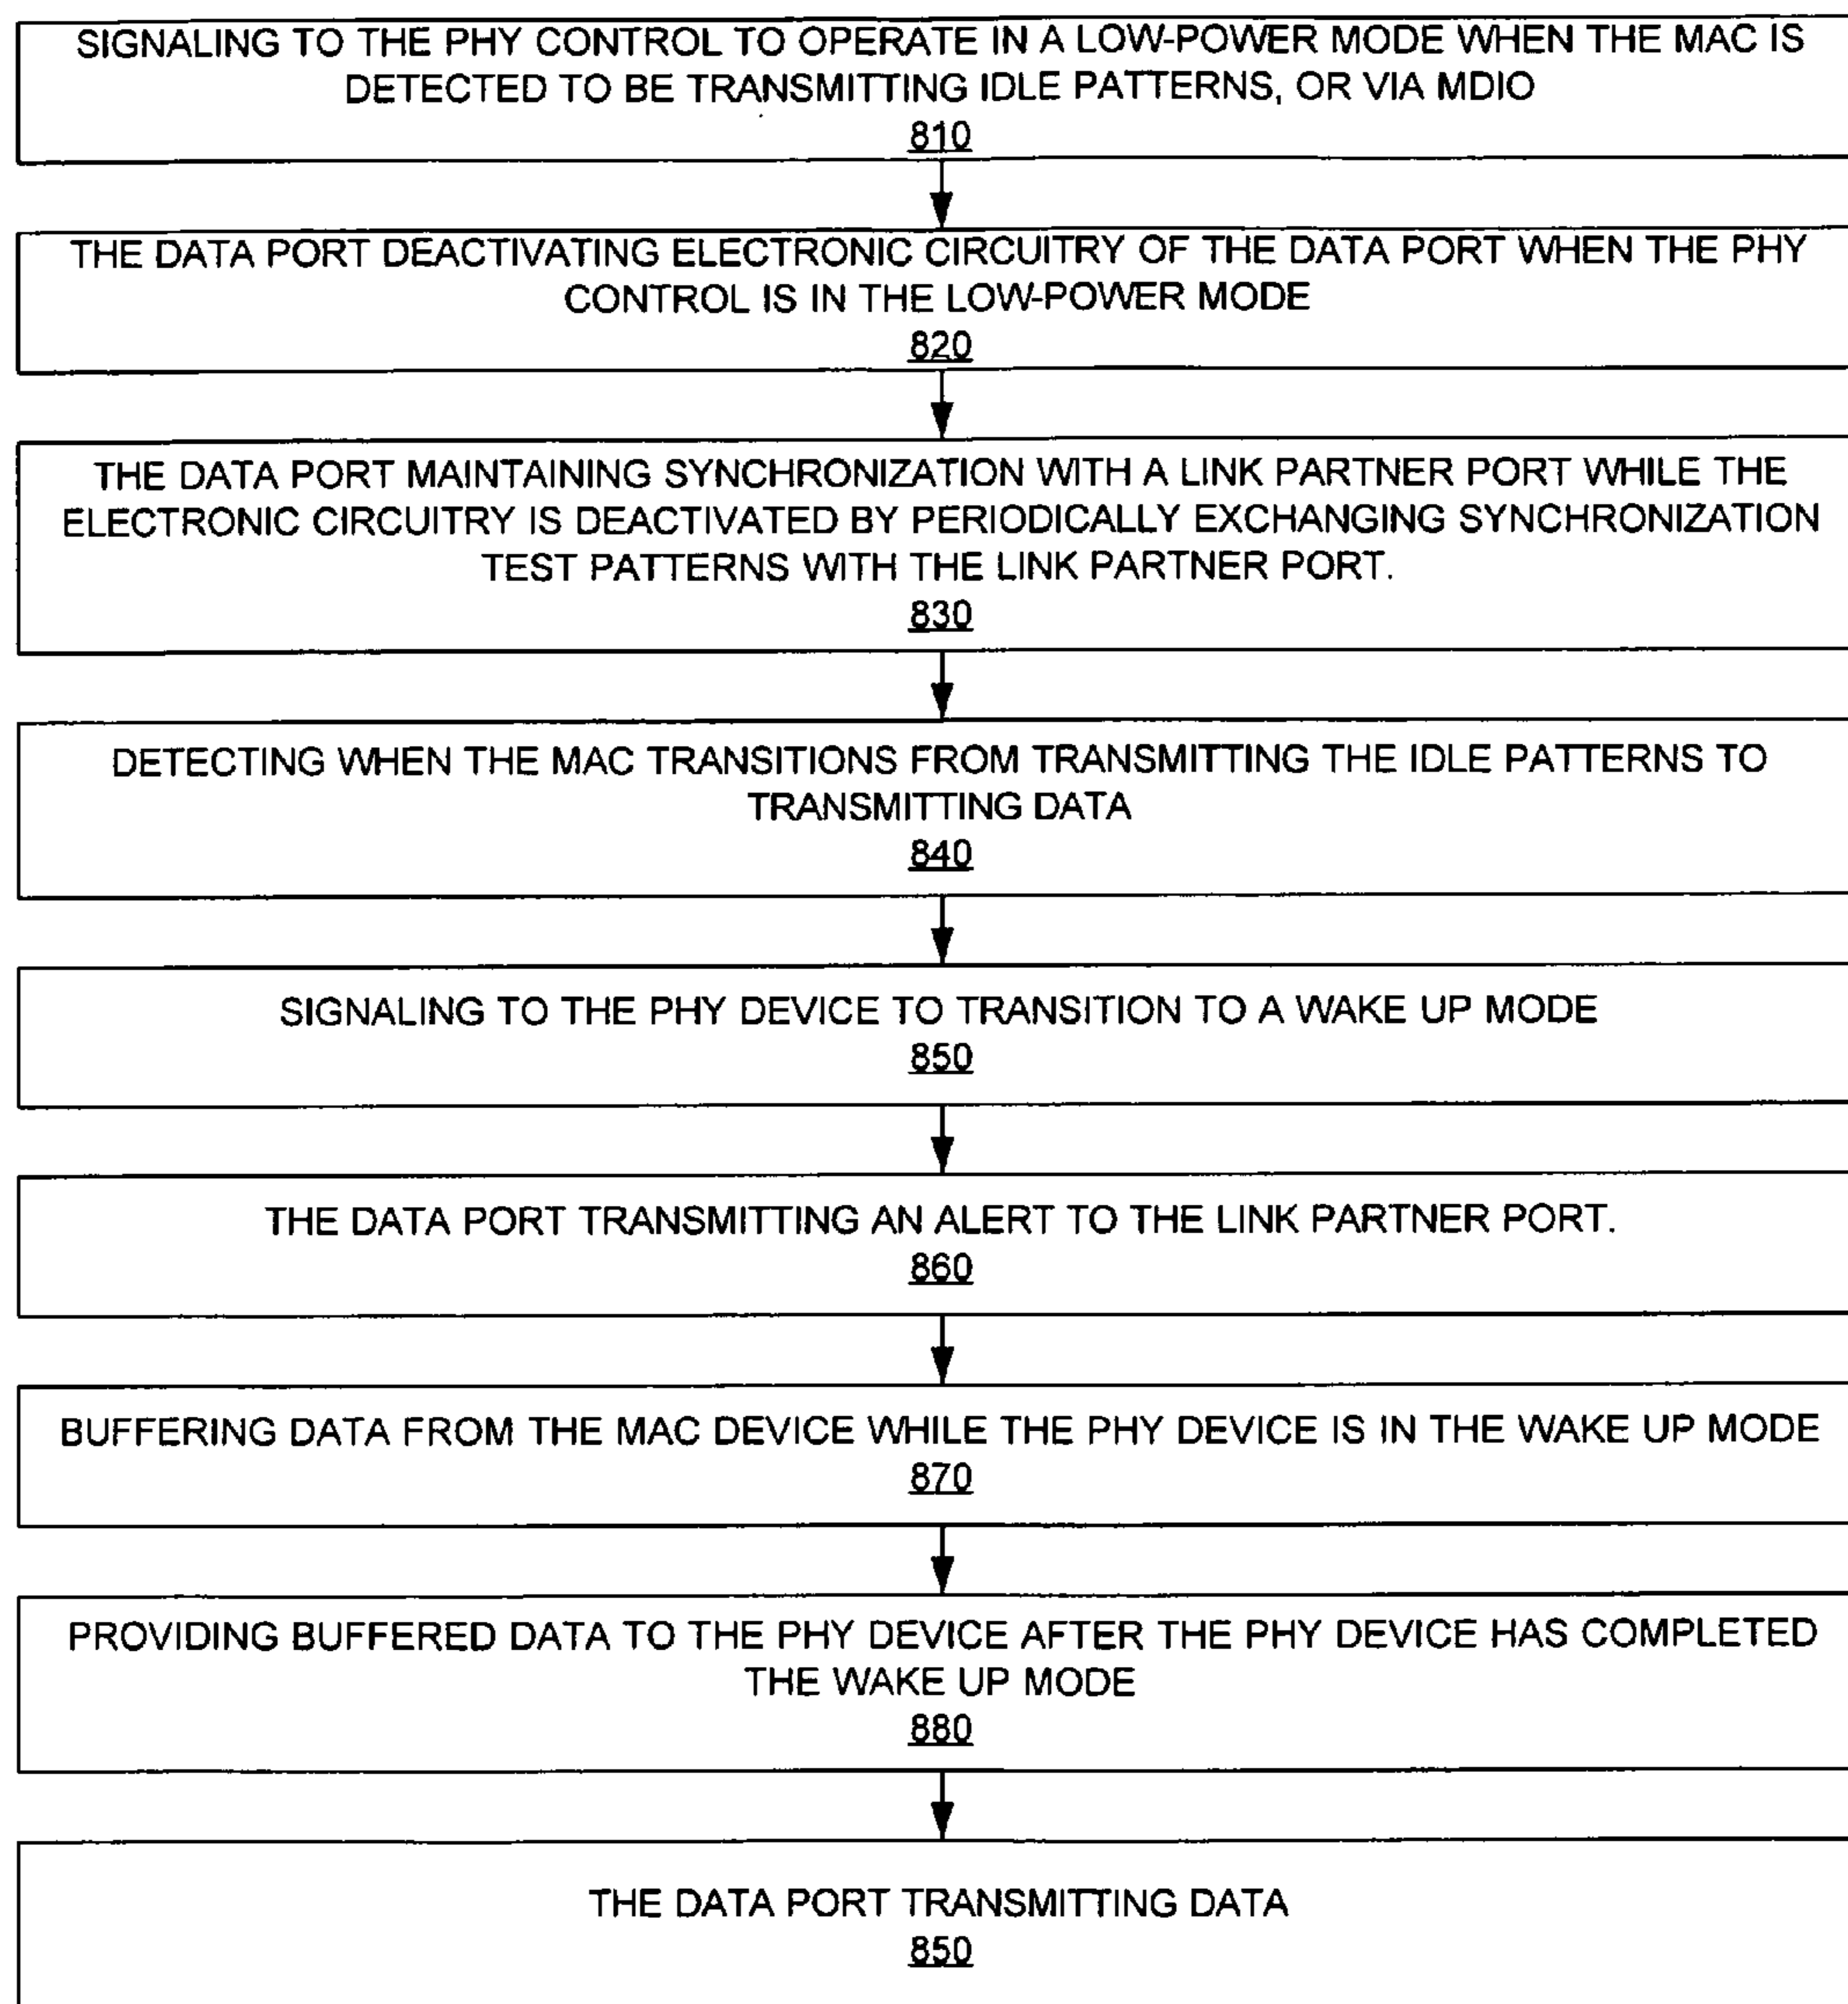 SIGNALING TO THE PHY CONTROL TO OPERATE IN A LOW-POWER MODE WHEN THE MAC IS
DETECTED TO BE TRANSMITTING IDLE PATTERNS, OR VIA MDIO
810
THE DATA PORT DEACTIVATING ELECTRONIC CIRCUITRY OF THE DATA PORT WHEN THE PHY
CONTROL IS IN THE LOW-POWER MODE
820
THE DATA PORT MAINTAINING SYNCHRONIZATION WITH A LINK PARTNER PORT WHILE THE
ELECTRONIC CIRCUITRY IS DEACTIVATED BY PERIODICALLY EXCHANGING SYNCHRONIZATION
TEST PATTERNS WITH THE LINK PARTNER PORT.
830
DETECTING WHEN THE MAC TRANSITIONS FROM TRANSMITTING THE IDLE PATTERNS TO
TRANSMITTING DATA
840
SIGNALING TO THE PHY DEVICE TO TRANSITION TO A WAKE UP MODE
850
THE DATA PORT TRANSMITTING AN ALERT TO THE LINK PARTNER PORT.
860
BUFFERING DATA FROM THE MAC DEVICE WHILE THE PHY DEVICE IS IN THE WAKE UP MODE
870
PROVIDING BUFFERED DATA TO THE PHY DEVICE AFTER THE PHY DEVICE HAS COMPLETED
THE WAKE UP MODE
880
THE DATA PORT TRANSMITTING DATA
850